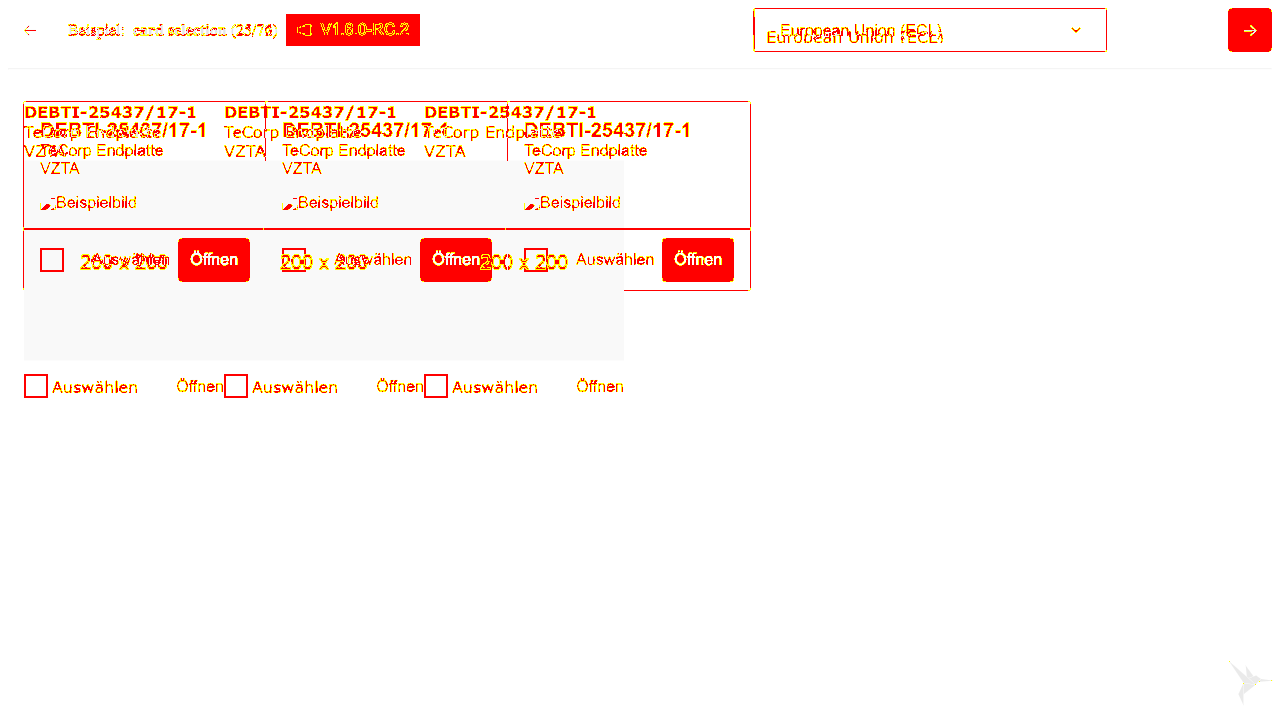 Beispiel: card selection (23/76) V1.6.0-RC.2 European Union (ECL)
European Union (ECL)
DEBTI-25437/17-1 DEBTI-25437/17-1 DEBTI-25437/17-1
DEBTI-25437/17-1 DEBTI-25437/17-1 DEBTI-25437/17-1
TeCorp Endplatte TeCorp Endplatte TeCorp Endplatte
TeCorp Endplatte TeCorp Endplatte TeCorp Endplatte
VZTA VZTA VZTA
VZTA VZTA VZTA
Beispielbild Beispielbild Beispielbild
Auswählen Öffnen Auswählen Öffnen Auswählen Öffnen
200 x 200 200 x 200 200 x 200
Auswählen Öffnen Auswählen Öffnen Auswählen Öffnen